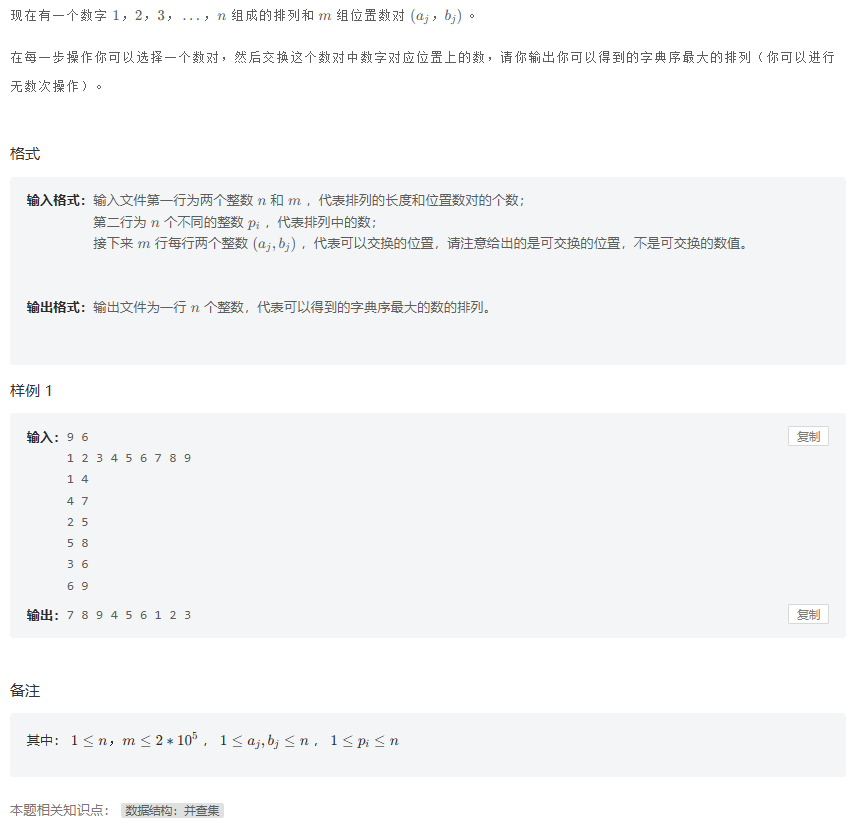 现在有一个数字 1，2，3，...，n 组成的排列和 m 组位置数对 (a_j，b_j) 。
在每一步操作你可以选择一个数对，然后交换这个数对中数字对应位置上的数，请你输出你可以得到的字典序最大的排列（你可以进行
无数次操作）。
格式
输入格式：输入文件第一行为两个整数 n 和 m ，代表排列的长度和位置数对的个数；
第二行为 n 个不同的整数 p_i ，代表排列中的数；
接下来 m 行每行两个整数 (a_j, b_j) ，代表可以交换的位置，请注意给出的是可交换的位置，不是可交换的数值。
输出格式：输出文件为一行 n 个整数，代表可以得到的字典序最大的数的排列。
样例 1
输入：9 6 复制
1 2 3 4 5 6 7 8 9
1 4
4 7
2 5
5 8
3 6
6 9
输出：7 8 9 4 5 6 1 2 3 复制
备注
其中： 1 ≤ n，m ≤ 2 * 10^5 ， 1 ≤ a_j, b_j ≤ n ， 1 ≤ p_i ≤ n
本题相关知识点： 数据结构：并查集